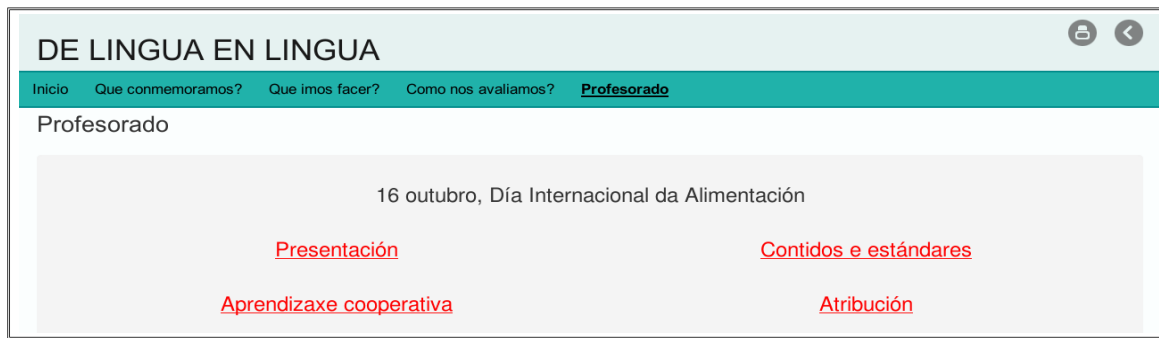 DE LINGUA EN LINGUA
Inicio Que conmemoramos? Que imos facer? Como nos avaliamos? Profesorado
Profesorado
16 outubro, Día Internacional da Alimentación
Presentación Contidos e estándares
Aprendizaxe cooperativa Atribución